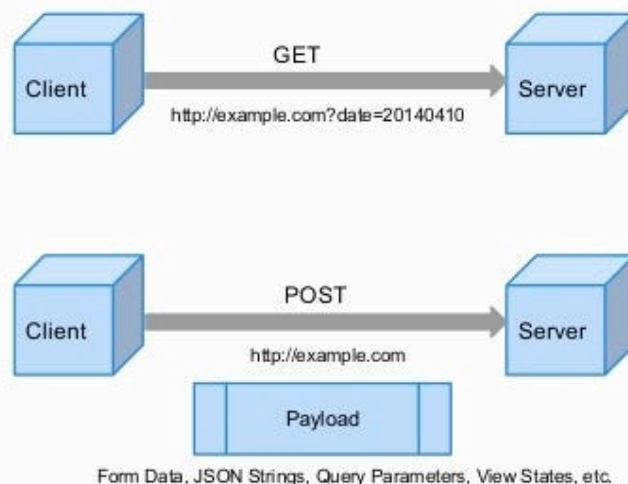 GET
Client
Server
http://example.com?date=20140410
POST
Client
Server
http://example.com
Payload
Form Data, JSON Strings, Query Parameters, View States, etc.